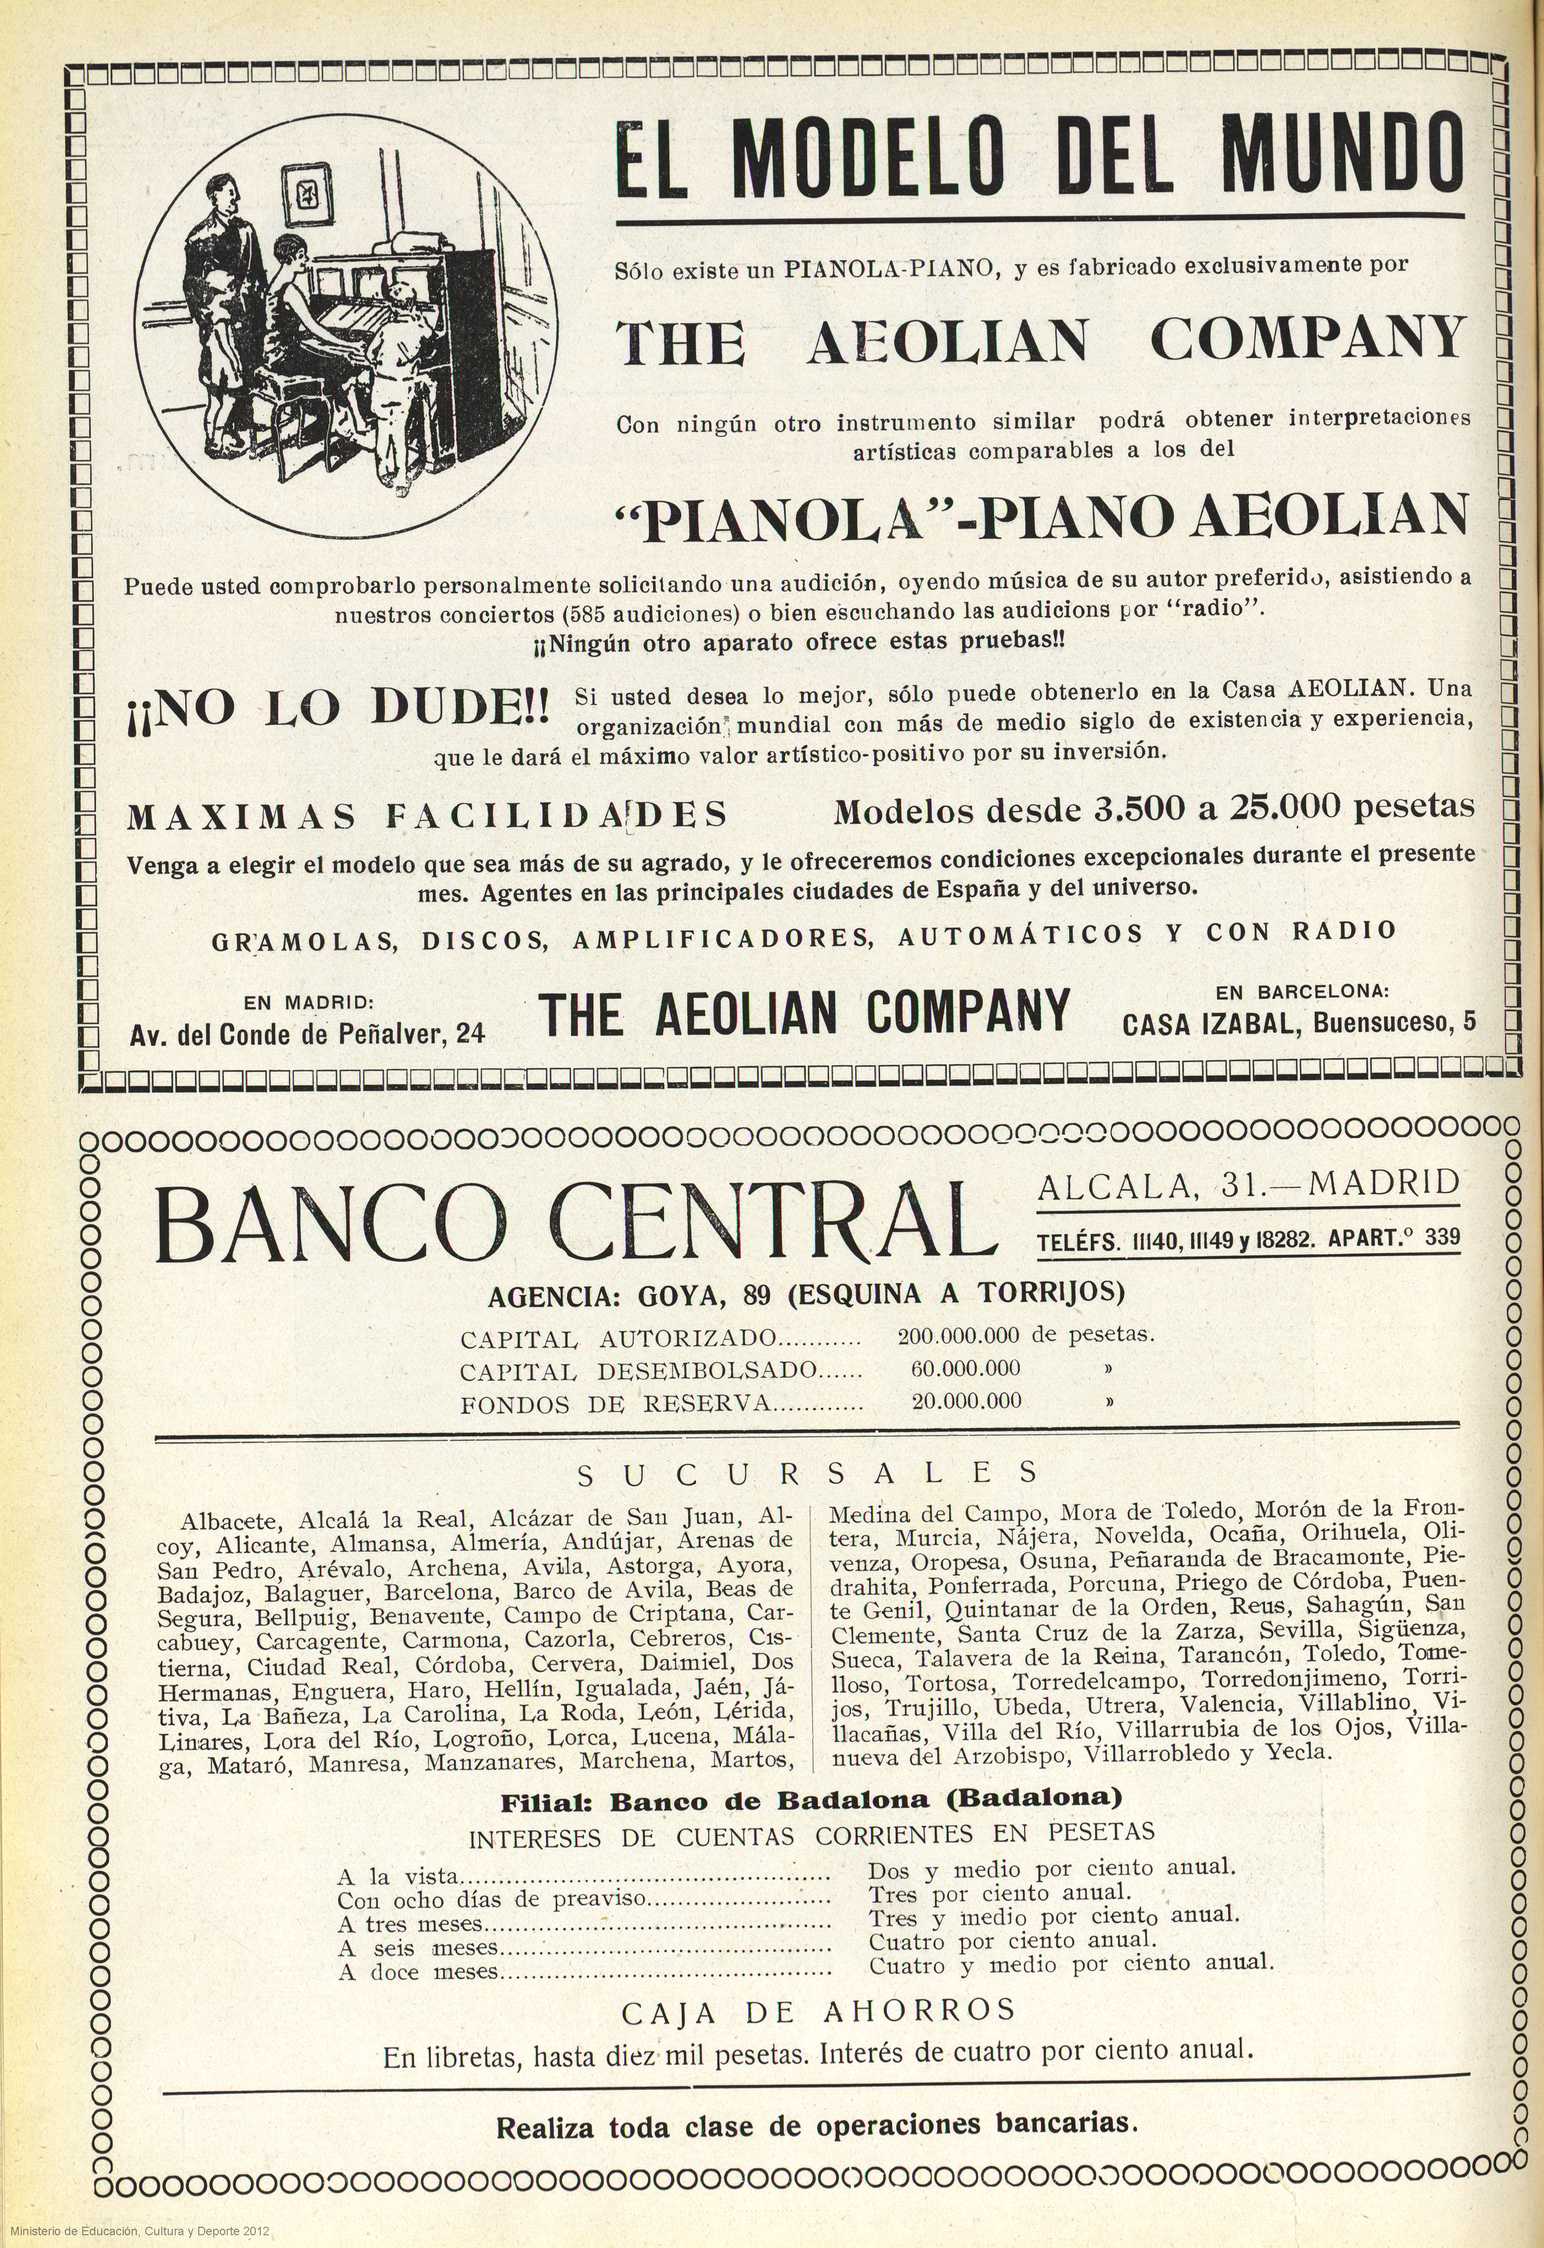 EL MODELO DEL MUNDO
Sólo existe un PIANOLA-PIANO, y es fabricado exclusivamente por
THE AEOLIAN COMPANY
Con ningún otro instrumento similar podrá obtener interpretaciones
artísticas comparables a los del
“PIANOLA”-PIANO AEOLIAN
Puede usted comprobarlo personalmente solicitando una audición, oyendo música de su autor preferido, asistiendo a
nuestros conciertos (585 audiciones) o bien escuchando las audicions por “radio”.
¡¡Ningún otro aparato ofrece estas pruebas!!
¡¡NO LO DUDE!!
Si usted desea lo mejor, sólo puede obtenerlo en la Casa AEOLIAN. Una
organización mundial con más de medio siglo de existencia y experiencia,
que le dará el máximo valor artístico-positivo por su inversión.
MAXIMAS FACILIDADES
Modelos desde 3.500 a 25.000 pesetas
Venga a elegir el modelo que sea más de su agrado, y le ofreceremos condiciones excepcionales durante el presente
mes. Agentes en las principales ciudades de España y del universo.
GRAMOLAS, DISCOS, AMPLIFICADORES, AUTOMÁTICOS Y CON RADIO
EN MADRID:
Av. del Conde de Peñalver, 24
THE AEOLIAN COMPANY
EN BARCELONA:
CASA IZABAL, Buensuceso, 5
BANCO CENTRAL
ALCALA, 31.—MADRID
TELÉFS. 11140, 11149 y 18282. APART.º 339
AGENCIA: GOYA, 89 (ESQUINA A TORRIJOS)
CAPITAL AUTORIZADO........... 200.000.000 de pesetas.
CAPITAL DESEMBOLSADO...... 60.000.000 »
FONDOS DE RESERVA............ 20.000.000 »
SUCURSALES
Albacete, Alcalá la Real, Alcázar de San Juan, Al-
coy, Alicante, Almansa, Almería, Andújar, Arenas de
San Pedro, Arévalo, Archena, Avila, Astorga, Ayora,
Badajoz, Balaguer, Barcelona, Barco de Avila, Beas de
Segura, Bellpuig, Benavente, Campo de Criptana, Car-
cabuey, Carcagente, Carmona, Cazorla, Cebreros, Cis-
tierna, Ciudad Real, Córdoba, Cervera, Daimiel, Dos
Hermanas, Enguera, Haro, Hellín, Igualada, Jaén, Já-
tiva, La Bañeza, La Carolina, La Roda, León, Lérida,
Linares, Lora del Río, Logroño, Lorca, Lucena, Mála-
ga, Mataró, Manresa, Manzanares, Marchena, Martos,
Medina del Campo, Mora de Toledo, Morón de la Fron-
tera, Murcia, Nájera, Novelda, Ocaña, Orihuela, Oli-
venza, Oropesa, Osuna, Peñaranda de Bracamonte, Pie-
drahita, Ponferrada, Porcuna, Priego de Córdoba, Puen-
te Genil, Quintanar de la Orden, Reus, Sahagún, San
Clemente, Santa Cruz de la Zarza, Sevilla, Sigüenza,
Sueca, Talavera de la Reina, Tarancón, Toledo, Tome-
lloso, Tortosa, Torredelcampo, Torredonjimeno, Torri-
jos, Trujillo, Ubeda, Utrera, Valencia, Villablino, Vi-
llacañas, Villa del Río, Villarrubia de los Ojos, Villa-
nueva del Arzobispo, Villarrobledo y Yecla.
Filial: Banco de Badalona (Badalona)
INTERESES DE CUENTAS CORRIENTES EN PESETAS
A la vista................................................ Dos y medio por ciento anual.
Con ocho días de preaviso........................ Tres por ciento anual.
A tres meses............................................. Tres y medio por ciento anual.
A seis meses........................................... Cuatro por ciento anual.
A doce meses........................................... Cuatro y medio por ciento anual.
CAJA DE AHORROS
En libretas, hasta diez mil pesetas. Interés de cuatro por ciento anual.
Realiza toda clase de operaciones bancarias.
Ministerio de Educación, Cultura y Deporte 2012